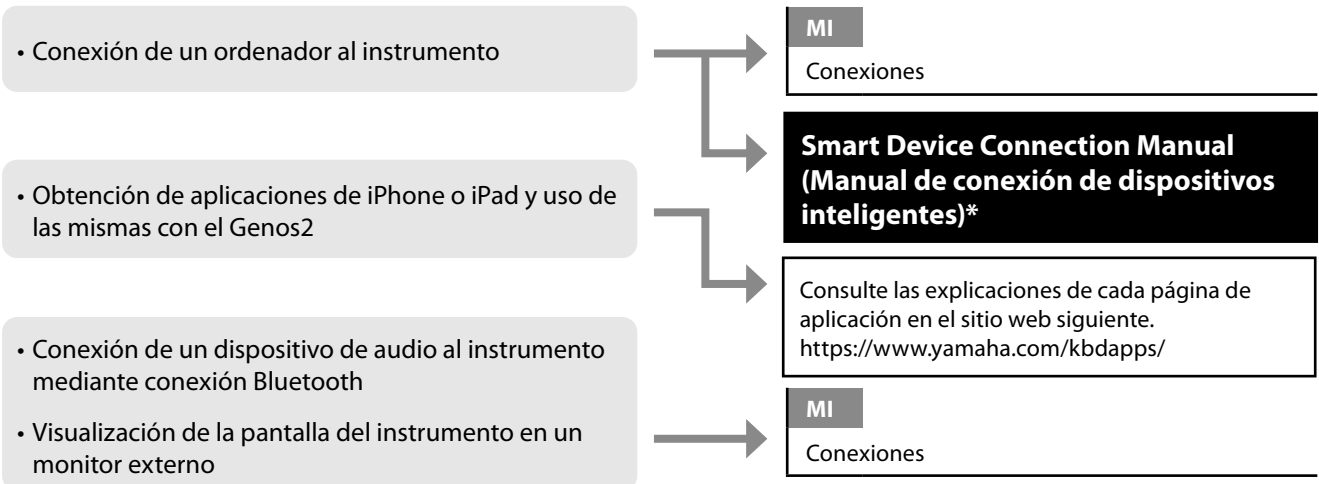 • Conexión de un ordenador al instrumento
MI
Conexiones
Smart Device Connection Manual
(Manual de conexión de dispositivos
inteligentes)*
• Obtención de aplicaciones de iPhone o iPad y uso de
las mismas con el Genos2
Consulte las explicaciones de cada página de
aplicación en el sitio web siguiente.
https://www.yamaha.com/kbdapps/
• Conexión de un dispositivo de audio al instrumento
mediante conexión Bluetooth
• Visualización de la pantalla del instrumento en un
monitor externo
MI
Conexiones